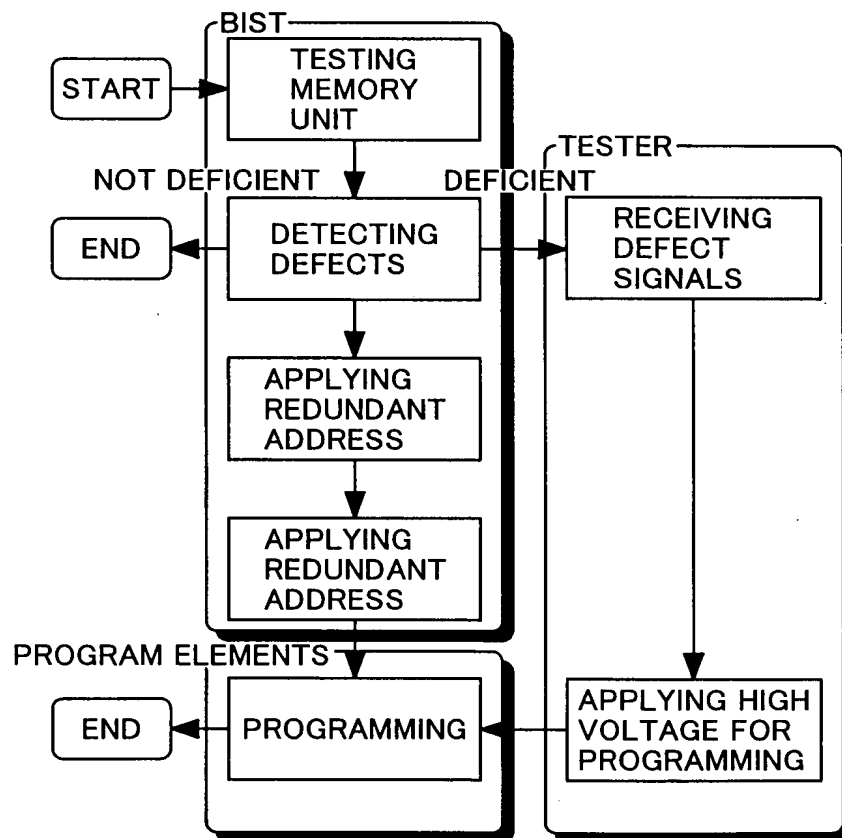 BIST
START
TESTING
MEMORY
UNIT
TESTER
NOT DEFICIENT
DEFICIENT
END
DETECTING
DEFECTS
RECEIVING
DEFECT
SIGNALS
APPLYING
REDUNDANT
ADDRESS
APPLYING
REDUNDANT
ADDRESS
PROGRAM ELEMENTS
END
PROGRAMMING
APPLYING HIGH
VOLTAGE FOR
PROGRAMMING